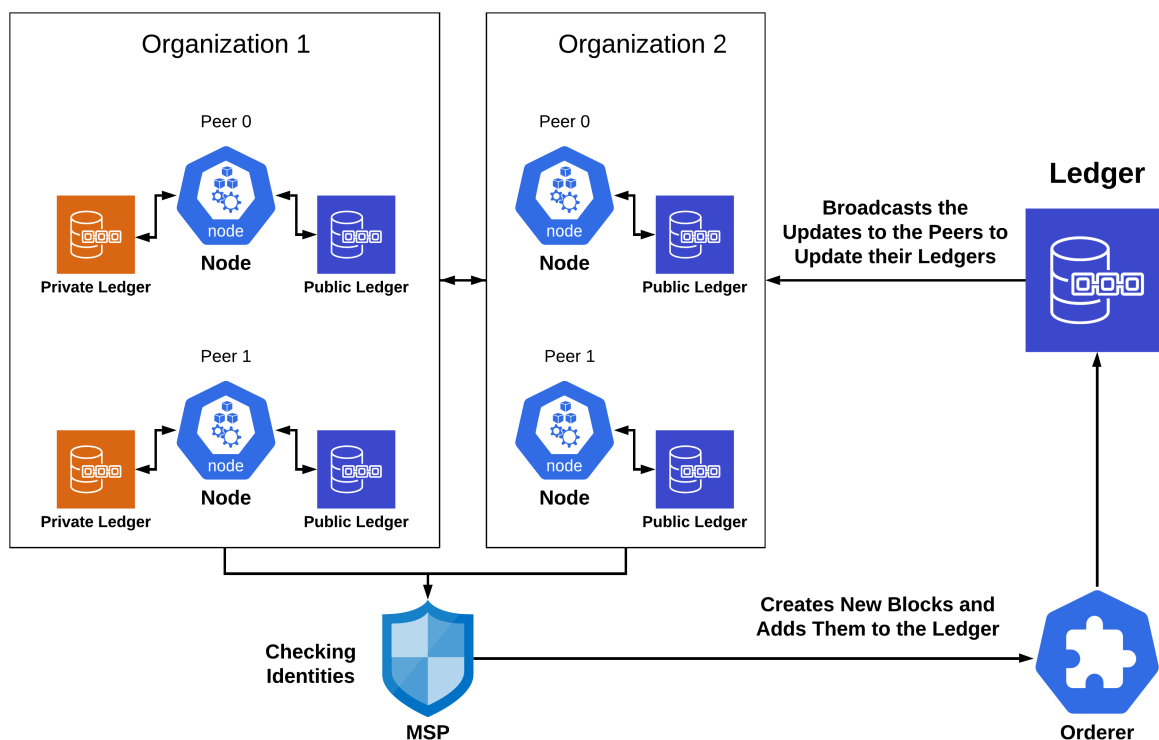 Organization 1
Organization 2
Peer 0
Peer 0
node
node
Node
Node
Private Ledger
Public Ledger
Public Ledger
Ledger
Broadcasts the
Updates to the Peers to
Update their Ledgers
Peer 1
Peer 1
node
node
Node
Node
Private Ledger
Public Ledger
Public Ledger
Checking
Identities
MSP
Creates New Blocks and
Adds Them to the Ledger
Orderer